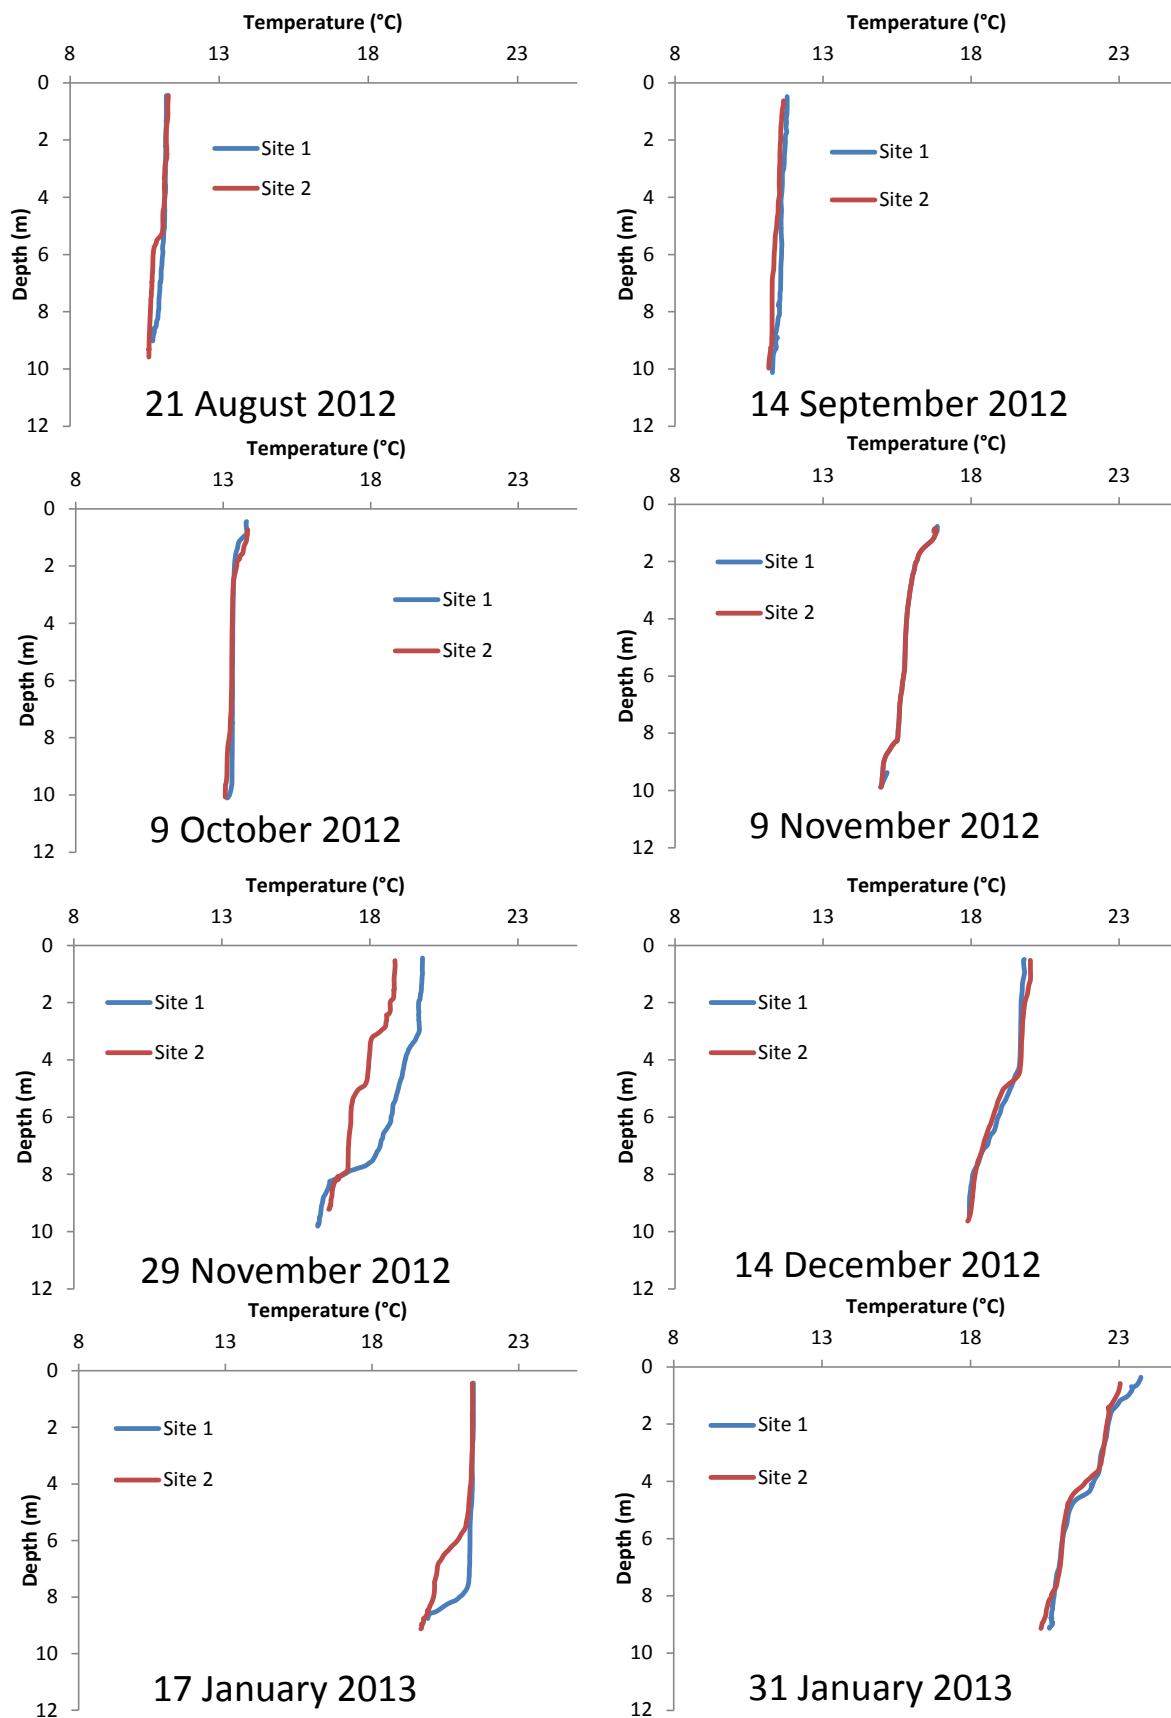 Temperature (°C)
8 13 18 23
0
2
4
6
8
10
12
Depth (m)
Site 1
Site 2
21 August 2012
Temperature (°C)
8 13 18 23
0
2
4
6
8
10
12
Depth (m)
Site 1
Site 2
14 September 2012
Temperature (°C)
8 13 18 23
0
2
4
6
8
10
12
Depth (m)
Site 1
Site 2
9 October 2012
Temperature (°C)
8 13 18 23
0
2
4
6
8
10
12
Depth (m)
Site 1
Site 2
9 November 2012
Temperature (°C)
8 13 18 23
0
2
4
6
8
10
12
Depth (m)
Site 1
Site 2
29 November 2012
Temperature (°C)
8 13 18 23
0
2
4
6
8
10
12
Depth (m)
Site 1
Site 2
14 December 2012
Temperature (°C)
8 13 18 23
0
2
4
6
8
10
12
Depth (m)
Site 1
Site 2
17 January 2013
Temperature (°C)
8 13 18 23
0
2
4
6
8
10
12
Depth (m)
Site 1
Site 2
31 January 2013